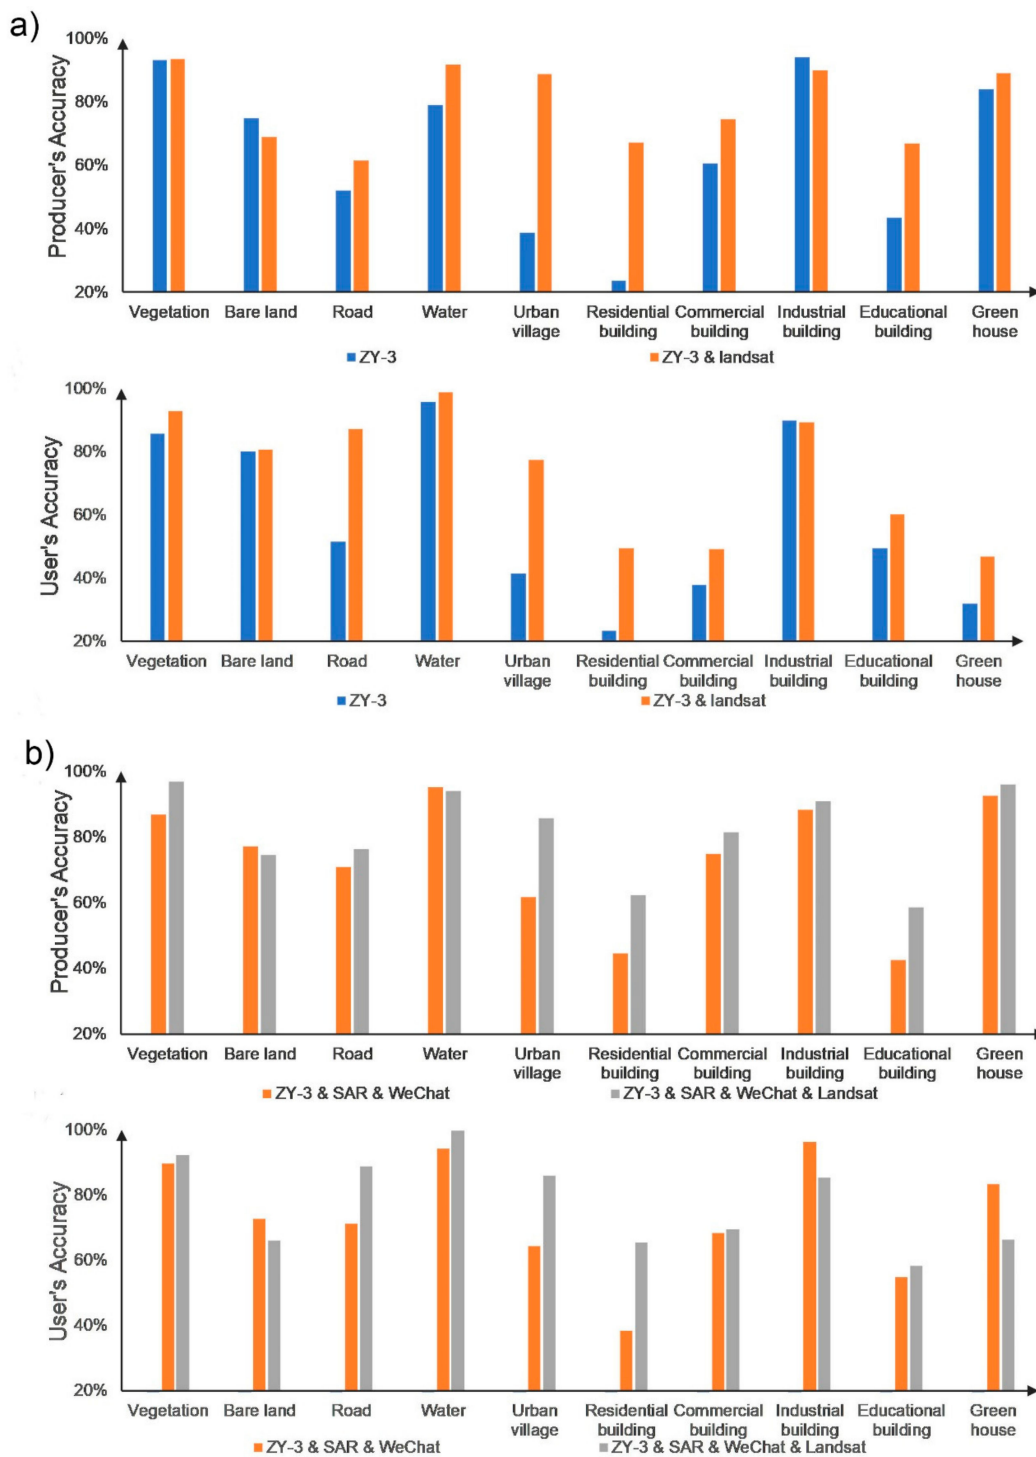 a)
Producer's Accuracy
100%
80%
60%
40%
20%
Vegetation Bare land Road Water Urban village Residential building Commercial building Industrial building Educational building Green house
ZY-3 ZY-3 & landsat
User's Accuracy
100%
80%
60%
40%
20%
Vegetation Bare land Road Water Urban village Residential building Commercial building Industrial building Educational building Green house
ZY-3 ZY-3 & landsat
b)
Producer's Accuracy
100%
80%
60%
40%
20%
Vegetation Bare land Road Water Urban village Residential building Commercial building Industrial building Educational building Green house
ZY-3 & SAR & WeChat ZY-3 & SAR & WeChat & Landsat
User's Accuracy
100%
80%
60%
40%
20%
Vegetation Bare land Road Water Urban village Residential building Commercial building Industrial building Educational building Green house
ZY-3 & SAR & WeChat ZY-3 & SAR & WeChat & Landsat